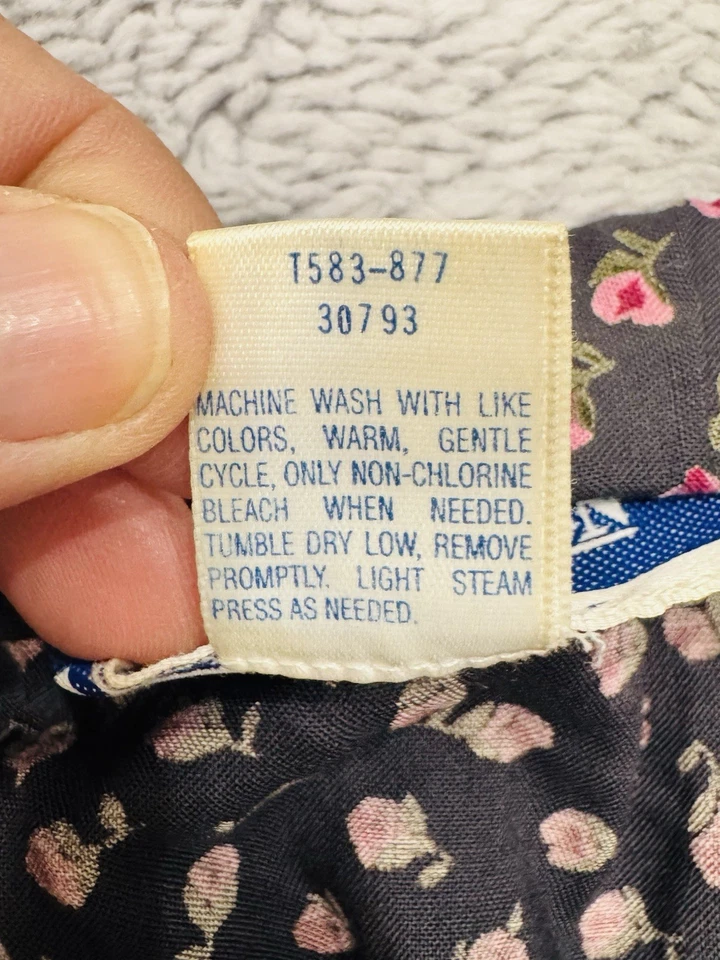 T583-877
30793
MACHINE WASH WITH LIKE
COLORS, WARM, GENTLE
CYCLE, ONLY NON-CHLORINE
BLEACH WHEN NEEDED.
TUMBLE DRY LOW, REMOVE
PROMPTLY. LIGHT STEAM
PRESS AS NEEDED.